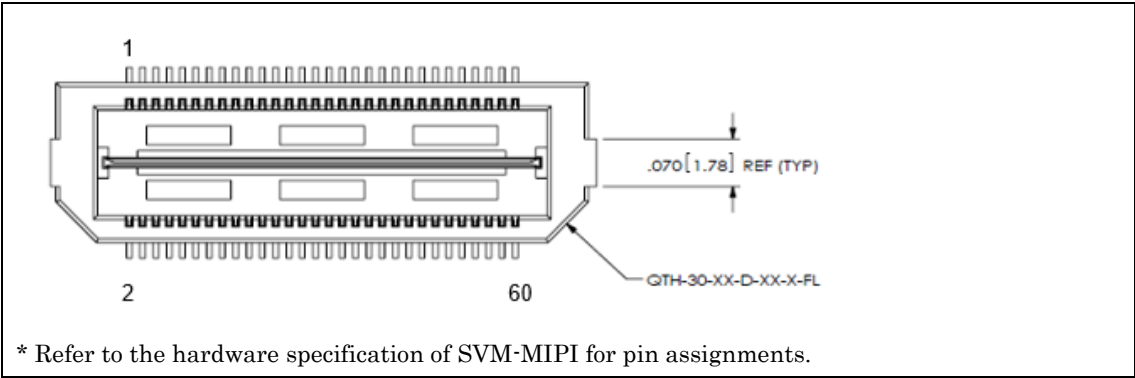 1
.070[1.78] REF (TYP)
QTH-30-XX-D-XX-X-FL
2
60
* Refer to the hardware specification of SVM-MIPI for pin assignments.